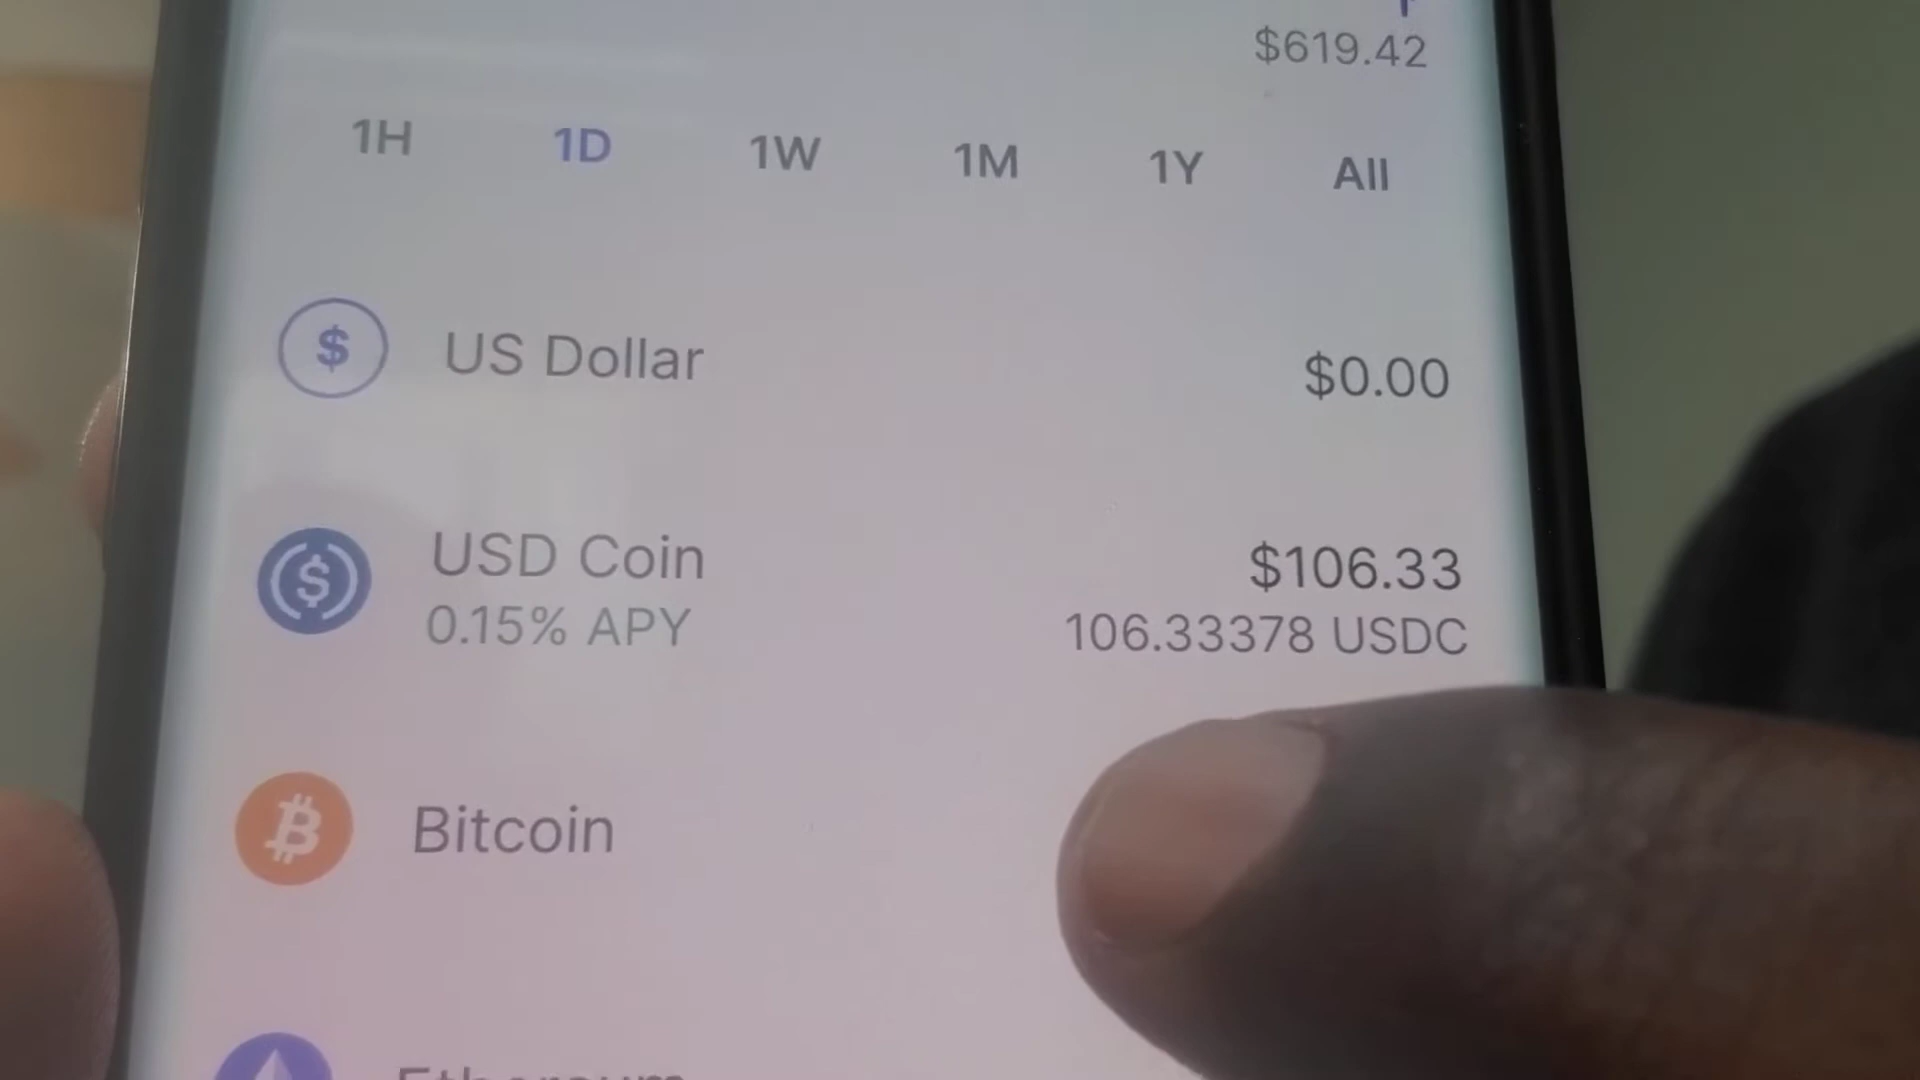 $619.42
1H 1D 1W 1M 1Y All
$ US Dollar $0.00
$ USD Coin $106.33
0.15% APY 106.33378 USDC
Bitcoin